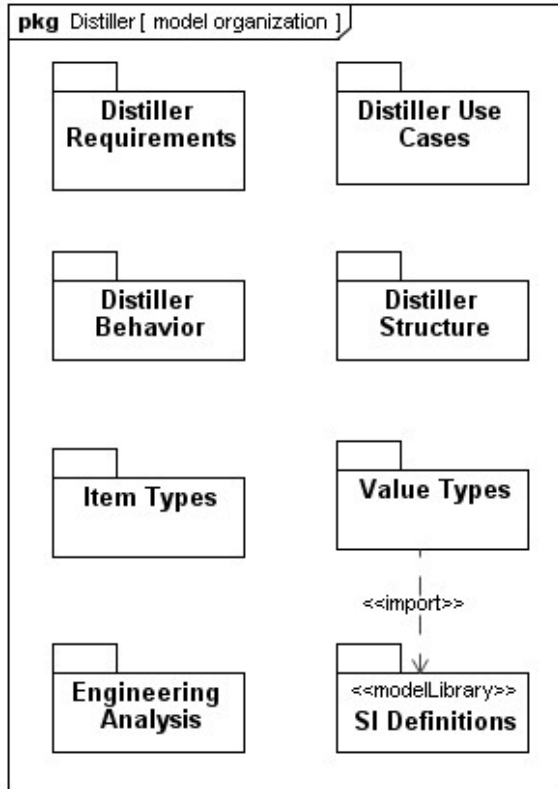 pkg Distiller [ model organization ]
Distiller
Requirements
Distiller Use
Cases
Distiller
Behavior
Distiller
Structure
Item Types
Value Types
<<import>>
Engineering
Analysis
<<modelLibrary>>
SI Definitions